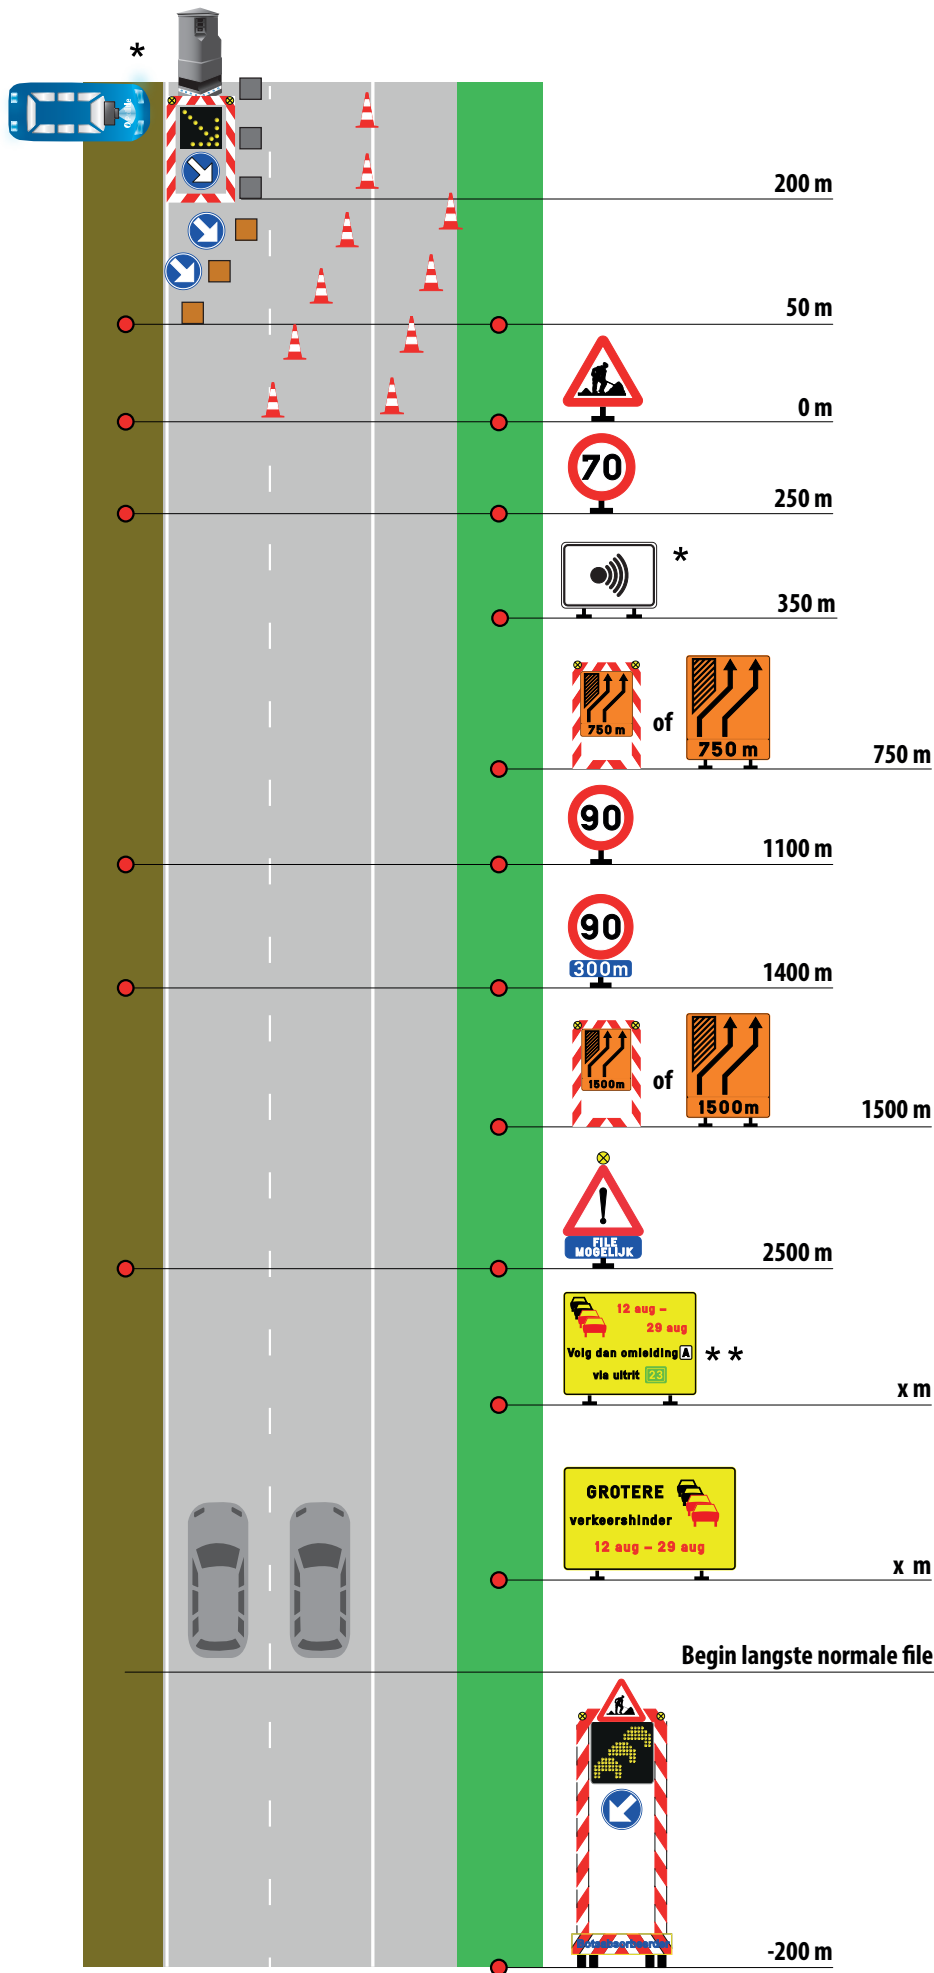 *
200 m
50 m
0 m
70
250 m
*
350 m
750 m
of
750 m
750 m
90
1100 m
90
300m
1400 m
1500m
of
1500m
1500 m
!
FILE
MOGELIJK
2500 m
12 aug -
29 aug
Volg dan omleiding A
via uitrit 23
**
x m
GROTERE
verkeershinder
12 aug - 29 aug
x m
Begin langste normale file
Botsabsorbeerder
-200 m